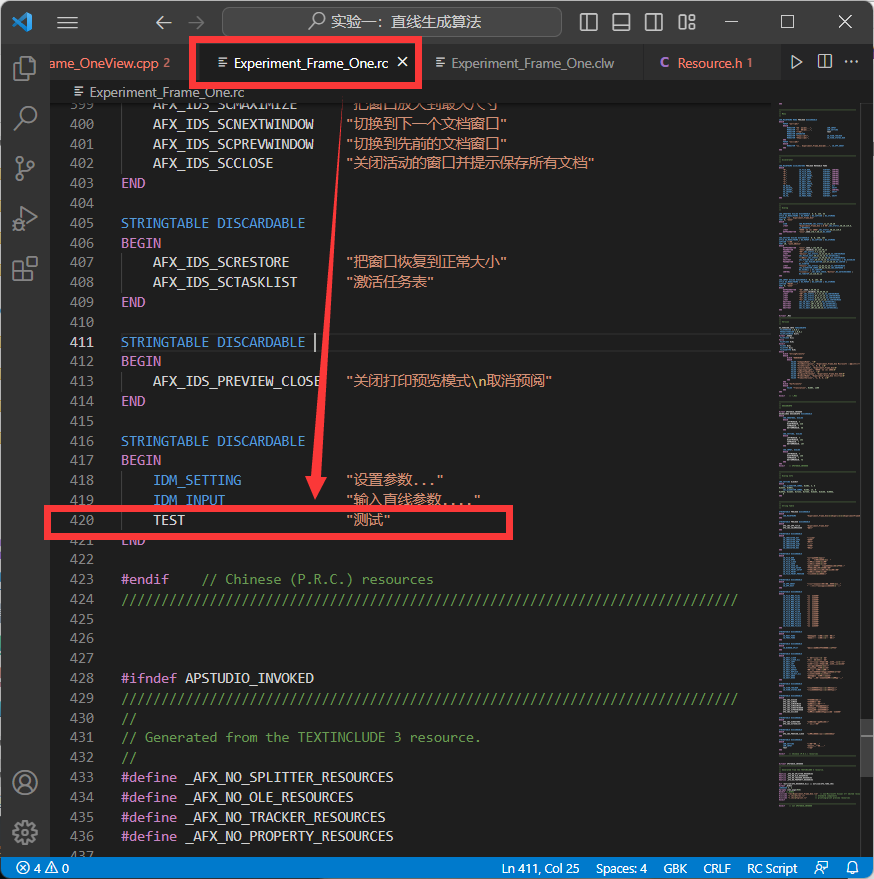 实验一：直线生成算法
ame_OneView.cpp 2
Experiment_Frame_One.rc
Experiment_Frame_One.clw
Resource.h 1
Experiment_Frame_One.rc
399 AFX_IDS_SCMAXIMIZE "把窗口放大到最大尺寸"
400 AFX_IDS_SCNEXTWINDOW "切换到下一个文档窗口"
401 AFX_IDS_SCPREVWINDOW "切换到先前的文档窗口"
402 AFX_IDS_SCCLOSE "关闭活动的窗口并提示保存所有文档"
403 END
404
405 STRINGTABLE DISCARDABLE
406 BEGIN
407 AFX_IDS_SCRESTORE "把窗口恢复到正常大小"
408 AFX_IDS_SCTASKLIST "激活任务表"
409 END
410
411 STRINGTABLE DISCARDABLE
412 BEGIN
413 AFX_IDS_PREVIEW_CLOSE "关闭打印预览模式\n取消预阅"
414 END
415
416 STRINGTABLE DISCARDABLE
417 BEGIN
418 IDM_SETTING "设置参数..."
419 IDM_INPUT "输入直线参数...."
420 TEST "测试"
421 END
422
423 #endif // Chinese (P.R.C.) resources
424 /////////////////////////////////////////////////////////////////////////////
425
426
427
428 #ifndef APSTUDIO_INVOKED
429 /////////////////////////////////////////////////////////////////////////////
430 //
431 // Generated from the TEXTINCLUDE 3 resource.
432 //
433 #define _AFX_NO_SPLITTER_RESOURCES
434 #define _AFX_NO_OLE_RESOURCES
435 #define _AFX_NO_TRACKER_RESOURCES
436 #define _AFX_NO_PROPERTY_RESOURCES
437
4 0 Ln 411, Col 25 Spaces: 4 GBK CRLF RC Script